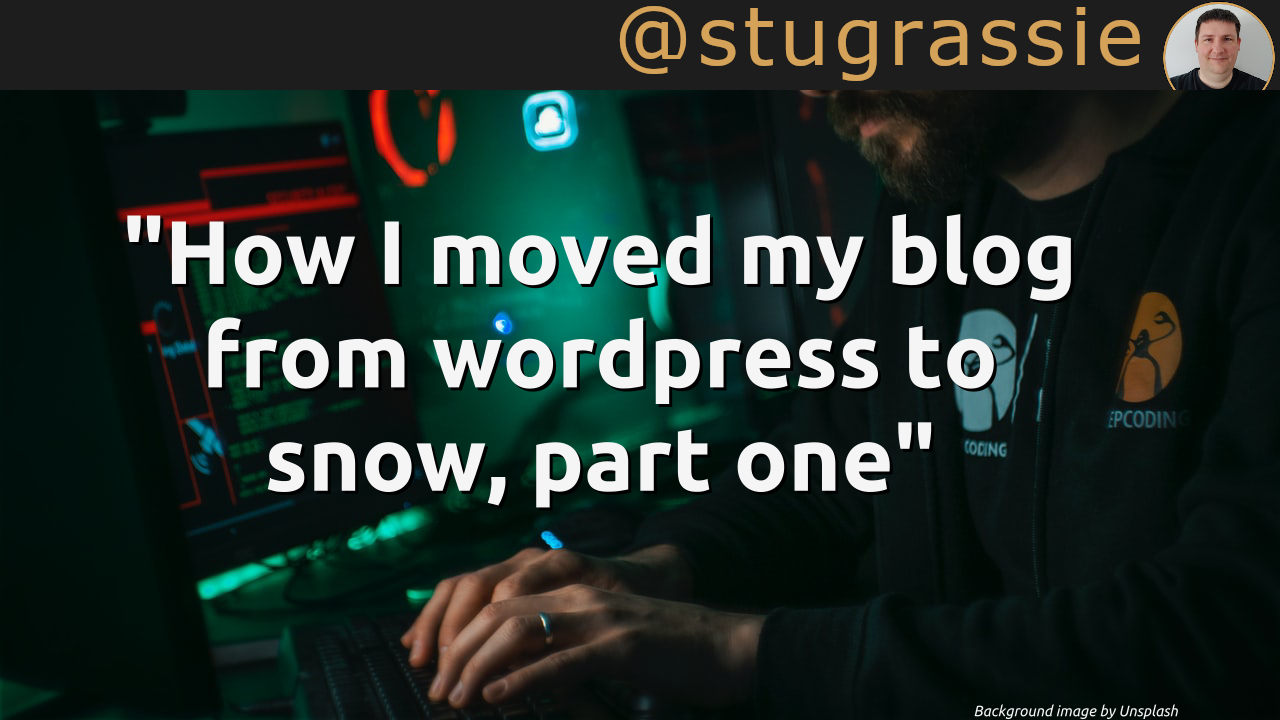 @stugrassie
"How I moved my blog
from wordpress to
snow, part one"
EPCODING
CODING
Background image by Unsplash